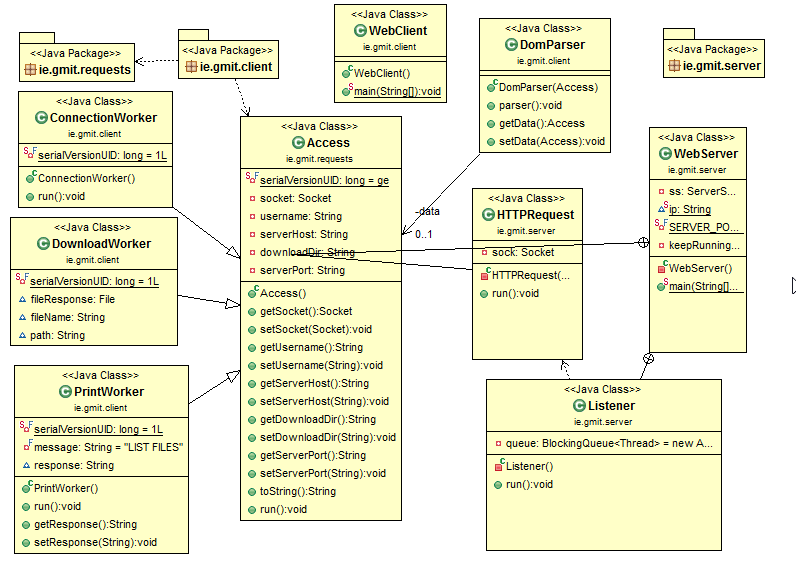 <<Java Package>>
ie.gmit.requests
<<Java Package>>
ie.gmit.client
<<Java Class>>
WebClient
ie.gmit.client
WebClient()
main(String[]):void
<<Java Class>>
DomParser
ie.gmit.client
DomParser(Access)
parser():void
getData():Access
setData(Access):void
<<Java Package>>
ie.gmit.server
<<Java Class>>
ConnectionWorker
ie.gmit.client
serialVersionUID: long = 1L
ConnectionWorker()
run():void
<<Java Class>>
Access
ie.gmit.requests
serialVersionUID: long = ge
socket: Socket
username: String
serverHost: String
downloadDir: String
serverPort: String
Access()
getSocket():Socket
setSocket(Socket):void
getUsername():String
setUsername(String):void
getServerHost():String
setServerHost(String):void
getDownloadDir():String
setDownloadDir(String):void
getServerPort():String
setServerPort(String):void
toString():String
run():void
-data
0..1
<<Java Class>>
HTTPRequest
ie.gmit.server
sock: Socket
HTTPRequest(...
run():void
<<Java Class>>
WebServer
ie.gmit.server
ss: ServerS...
ip: String
SERVER_PO...
keepRunning...
WebServer()
main(String[]...
<<Java Class>>
DownloadWorker
ie.gmit.client
serialVersionUID: long = 1L
fileResponse: File
fileName: String
path: String
<<Java Class>>
PrintWorker
ie.gmit.client
serialVersionUID: long = 1L
message: String = "LIST FILES"
response: String
PrintWorker()
run():void
getResponse():String
setResponse(String):void
<<Java Class>>
Listener
ie.gmit.server
queue: BlockingQueue<Thread> = new A...
Listener()
run():void